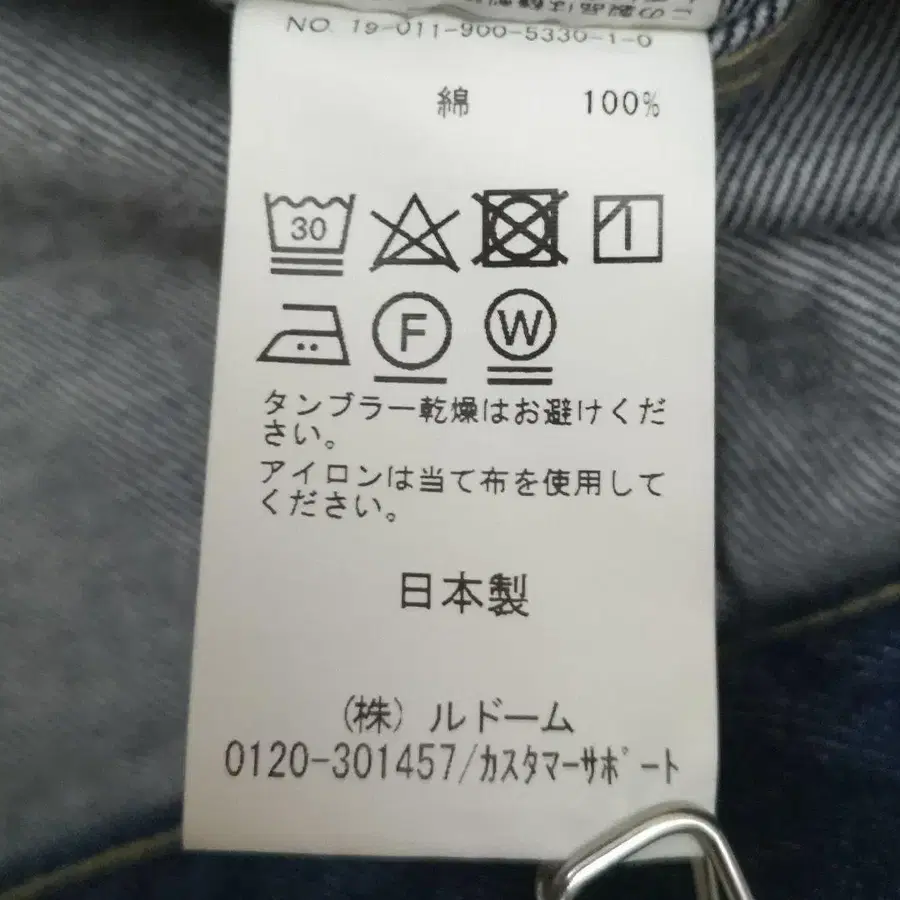 NO. 19-011-900-5330-1-0
綿 100%
30
F W
タンブラー乾燥はお避けくだ
さい。
アイロンは当て布を使用して
ください。
日本製
(株) ルドーム
0120-301457/カスタマーサポート